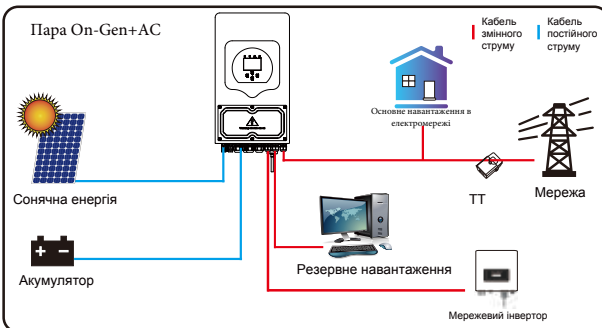 Пара On-Gen+AC
Кабель
змінного
струму
Кабель
постійного
струму
Основне навантаження в
електромережі
Сонячна енергія
ТТ
Мережа
Акумулятор
Резервне навантаження
Мережевий інвертор